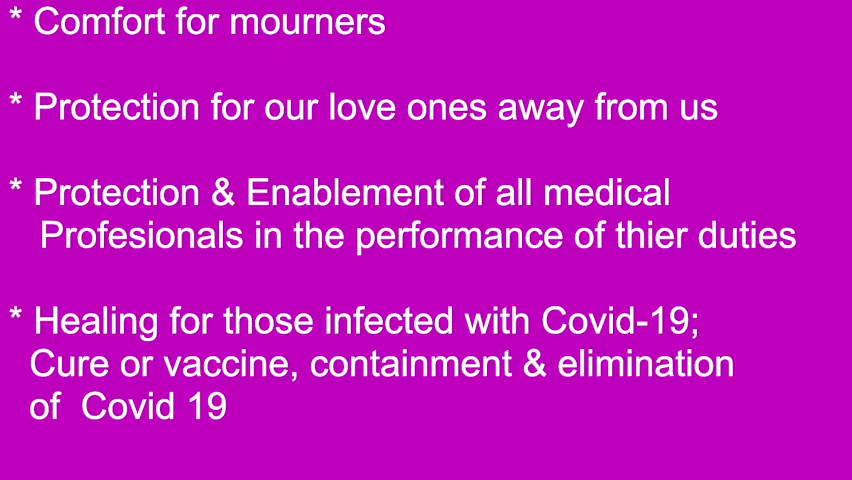 * Comfort for mourners
* Protection for our love ones away from us
* Protection & Enablement of all medical
Profesionals in the performance of thier duties
* Healing for those infected with Covid-19;
Cure or vaccine, containment & elimination
of  Covid 19